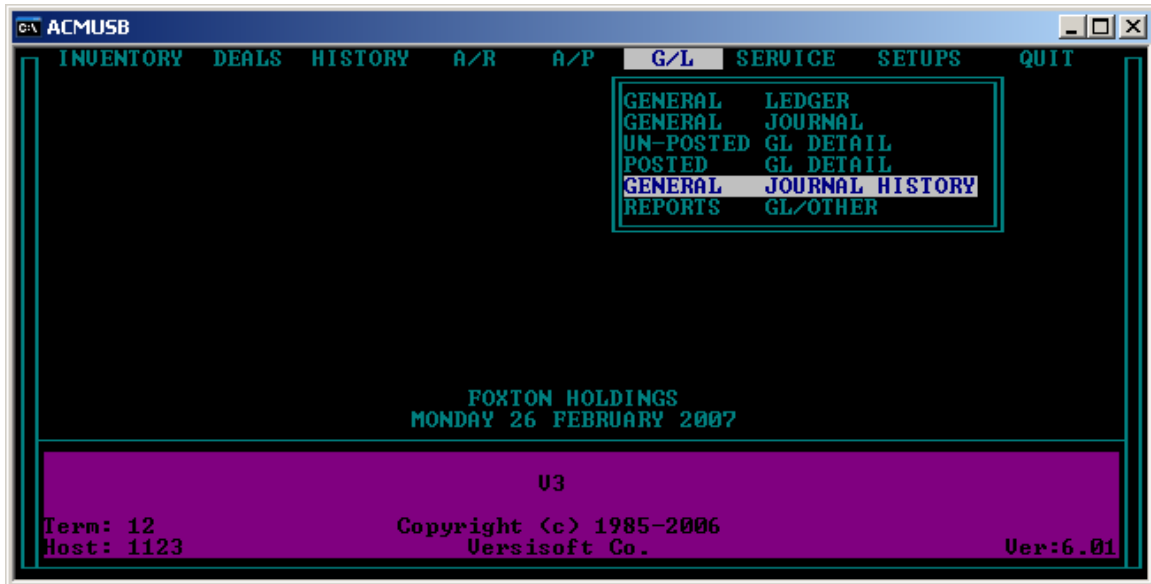 ACMUSB
INVENTORY DEALS HISTORY A/R A/P G/L SERVICE SETUPS QUIT
GENERAL LEDGER
GENERAL JOURNAL
UN-POSTED GL DETAIL
POSTED GL DETAIL
GENERAL JOURNAL HISTORY
REPORTS GL/OTHER
FOXTON HOLDINGS
MONDAY 26 FEBRUARY 2007
V3
Term: 12 Copyright (c) 1985-2006
Host: 1123 Versisoft Co. Ver:6.01